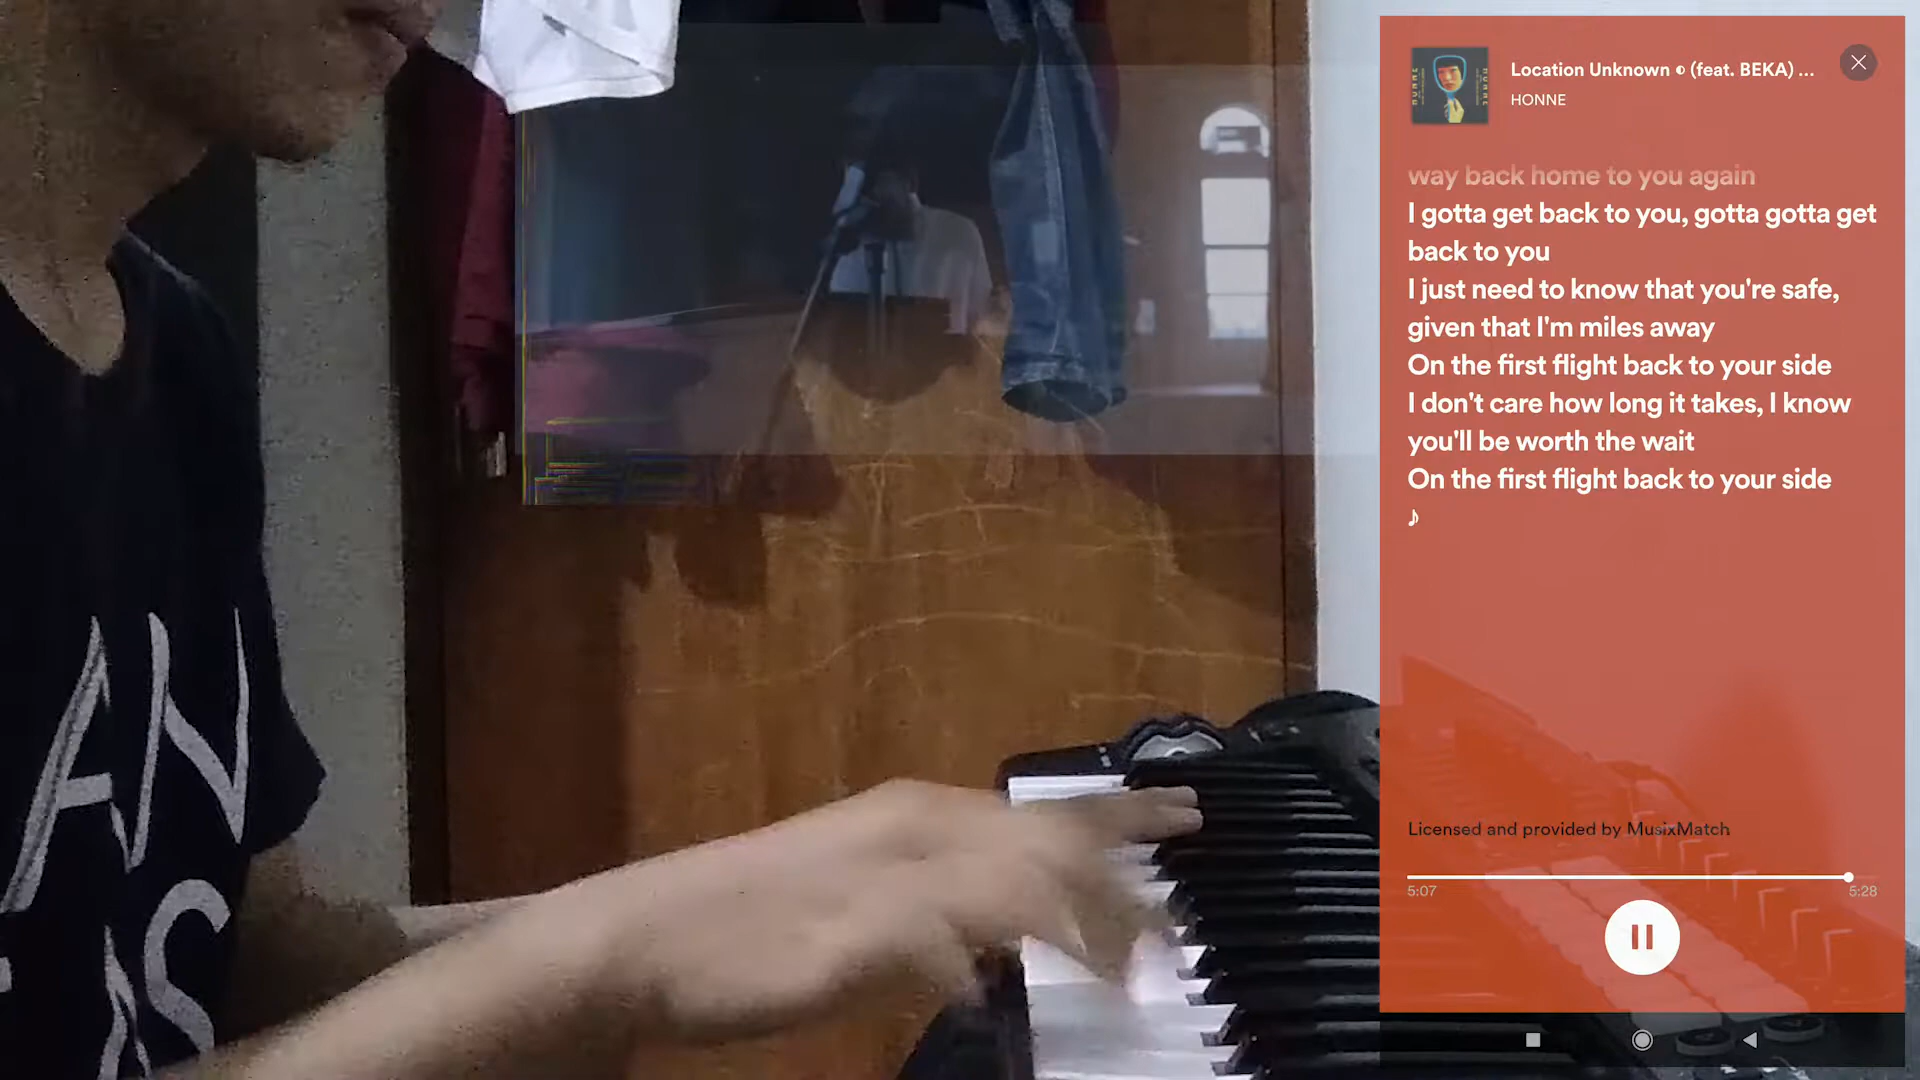 Location Unknown ◐ (feat. BEKA) ...
HONNE
way back home to you again
I gotta get back to you, gotta gotta get
back to you
I just need to know that you're safe,
given that I'm miles away
On the first flight back to your side
I don't care how long it takes, I know
you'll be worth the wait
On the first flight back to your side
♪
Licensed and provided by MusixMatch
5:07
5:28
AN
AS